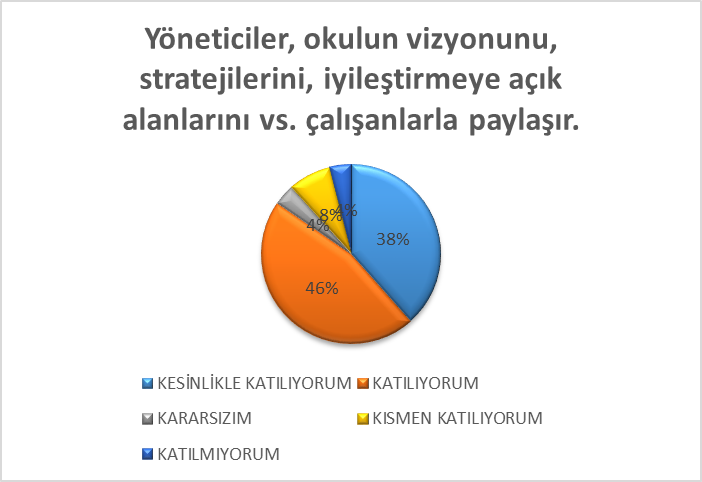 Yöneticiler, okulun vizyonunu,
stratejilerini, iyileştirmeye açık
alanlarını vs. çalışanlarla paylaşır.
4%
8%
4%
38%
46%
KESİNLİKLE KATILIYORUM
KATILIYORUM
KARARSIZIM
KISMEN KATILIYORUM
KATILMIYORUM